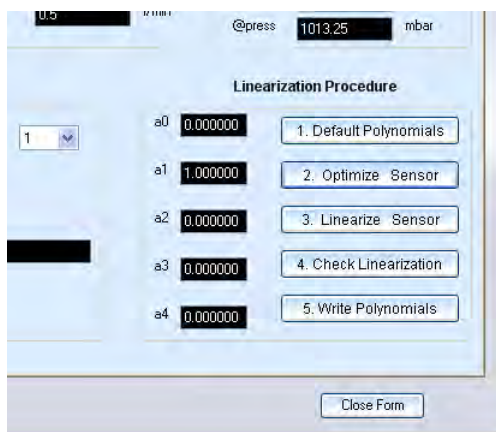 0.5 l/min
@press 1013.25 mbar
Linearization Procedure
a0 0.000000 1. Default Polynomials
1
a1 1.000000 2. Optimize Sensor
a2 0.000000 3. Linearize Sensor
a3 0.000000 4. Check Linearization
a4 0.000000 5. Write Polynomials
Close Form